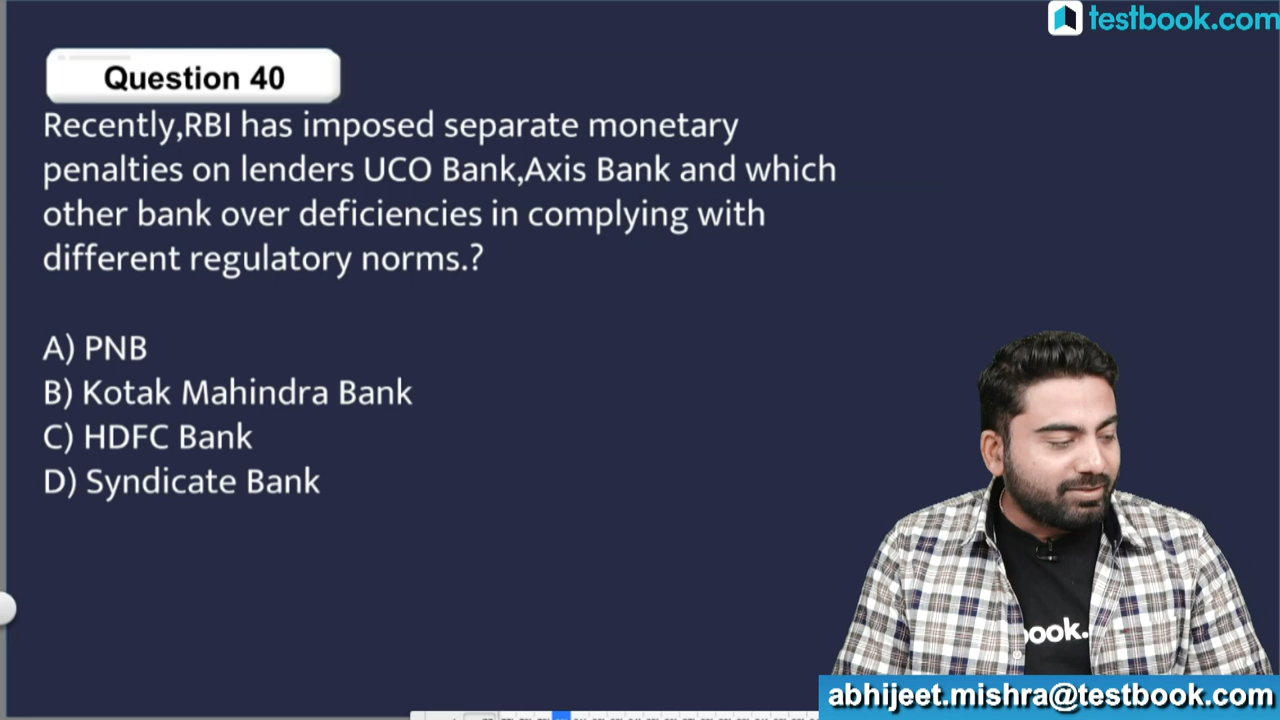 testbook.com
Question 40
Recently,RBI has imposed separate monetary
penalties on lenders UCO Bank,Axis Bank and which
other bank over deficiencies in complying with
different regulatory norms.?
A) PNB
B) Kotak Mahindra Bank
C) HDFC Bank
D) Syndicate Bank
book.
abhijeet.mishra@testbook.com